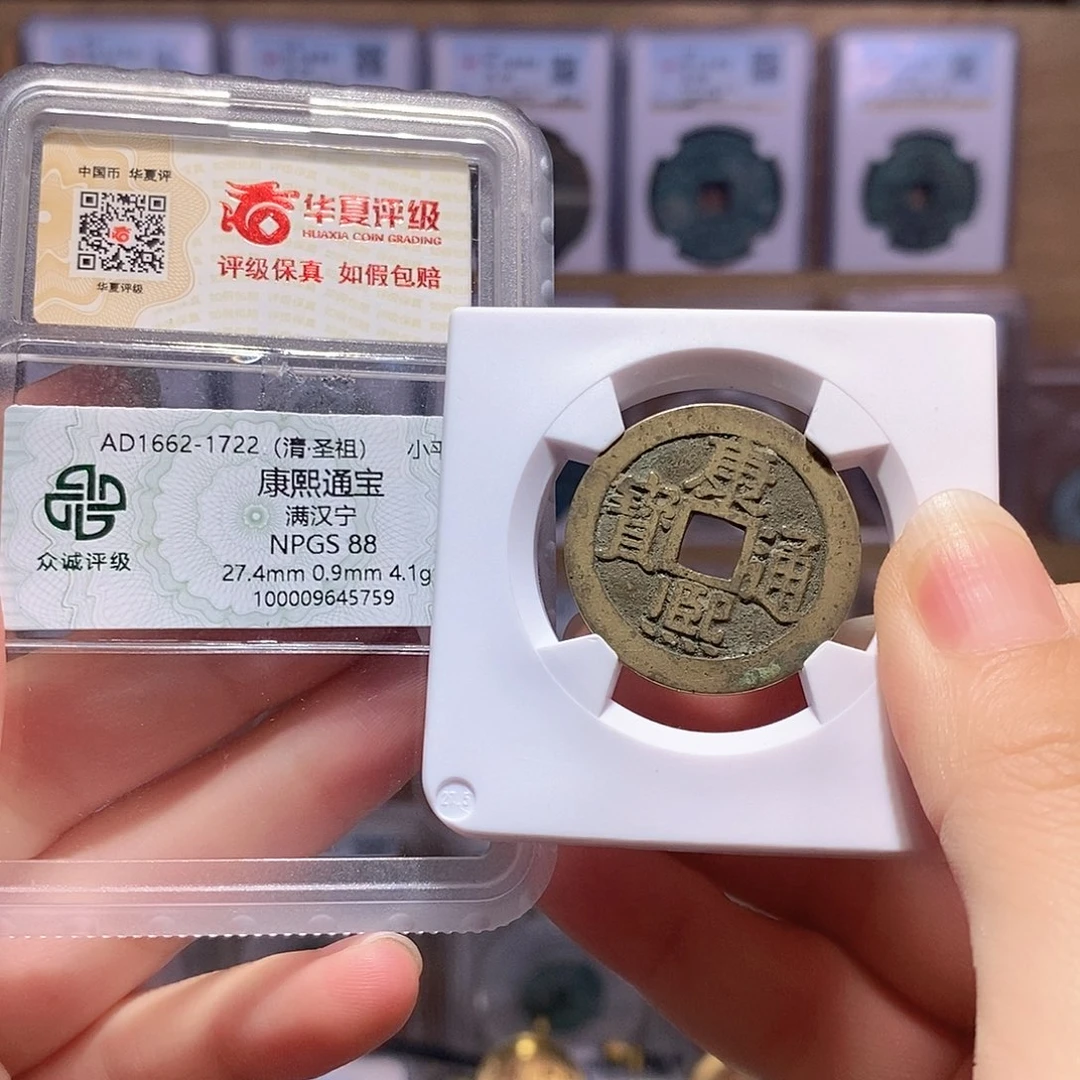 中国币 华夏评
华夏评级
HUAXIA COIN GRADING
评级保真 如假包赔
华夏评级
AD1662-1722 (清·圣祖) 小平
康熙通宝
满汉宁
NPGS 88
27.4mm 0.9mm 4.1g
100009645759
众诚评级
康熙通寶
27.5